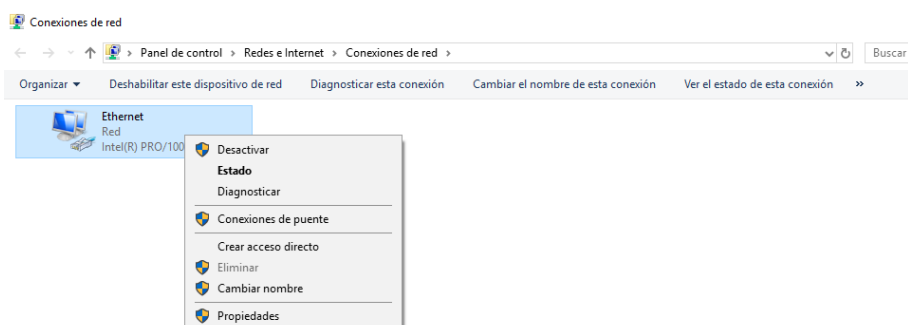 Conexiones de red
Panel de control > Redes e Internet > Conexiones de red >
Buscar
Organizar Deshabilitar este dispositivo de red Diagnosticar esta conexión Cambiar el nombre de esta conexión Ver el estado de esta conexión »
Ethernet
Red
Intel(R) PRO/100
Desactivar
Estado
Diagnosticar
Conexiones de puente
Crear acceso directo
Eliminar
Cambiar nombre
Propiedades